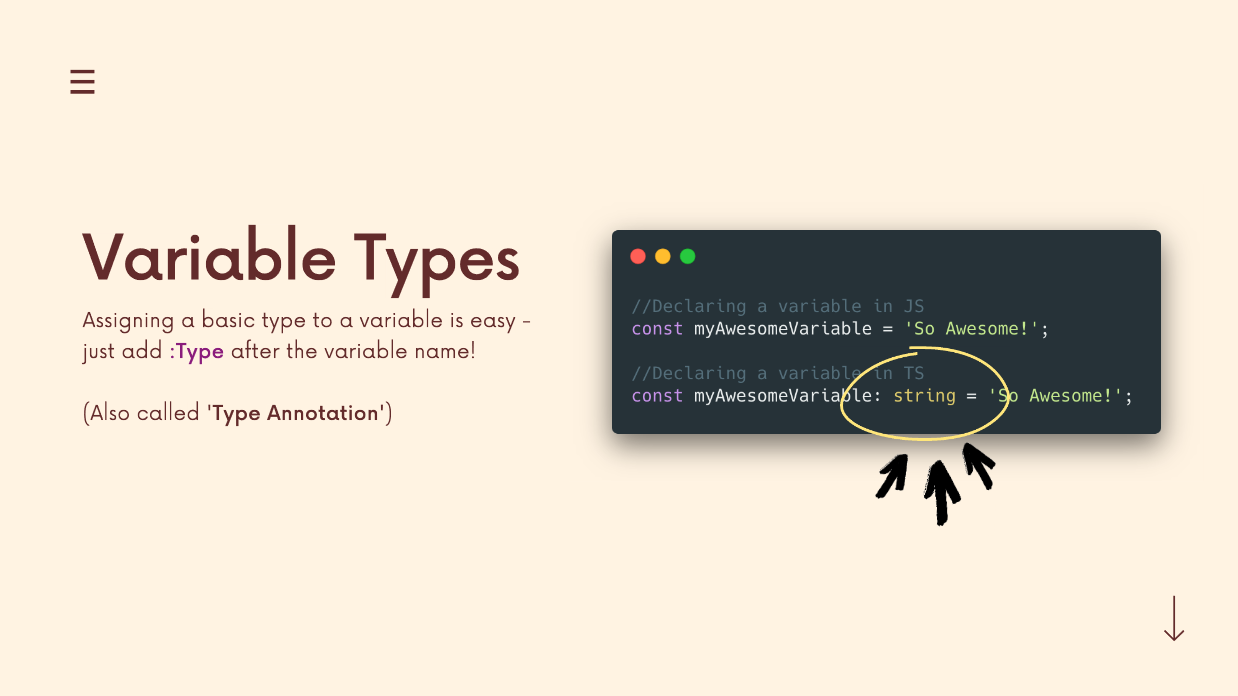 Variable Types
Assigning a basic type to a variable is easy -
just add :Type after the variable name!
(Also called 'Type Annotation')
//Declaring a variable in JS
const myAwesomeVariable = 'So Awesome!';
//Declaring a variable in TS
const myAwesomeVariable: string = 'So Awesome!';